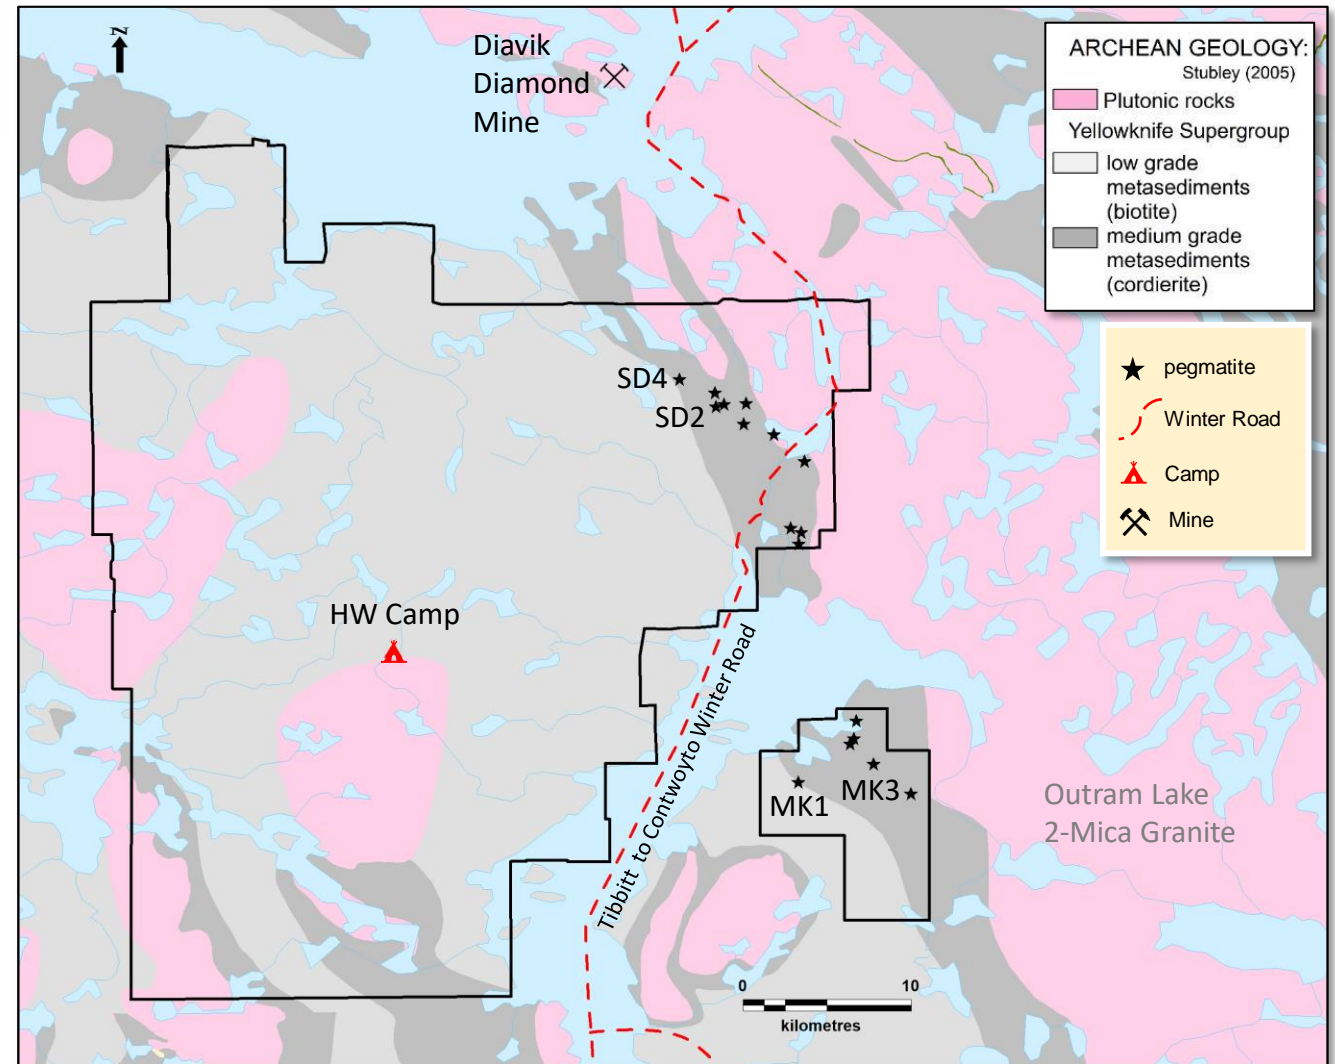 N
Diavik
Diamond
Mine
ARCHEAN GEOLOGY:
Stubley (2005)
Plutonic rocks
Yellowknife Supergroup
low grade
metasediments
(biotite)
medium grade
metasediments
(cordierite)
pegmatite
Winter Road
Camp
Mine
SD4
SD2
HW Camp
Tibbitt to Contwoyto Winter Road
MK1
MK3
Outram Lake
2-Mica Granite
0 10
kilometres